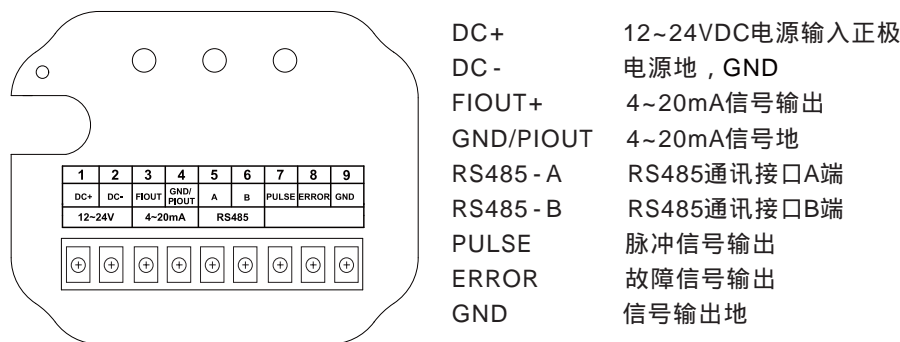 1 2 3 4 5 6 7 8 9
DC+ DC- FIOUT GND/PIOUT A B PULSE ERROR GND
12~24V 4~20mA RS485
DC+ 12~24VDC电源输入正极
DC- 电源地，GND
FIOUT+ 4~20mA信号输出
GND/PIOUT 4~20mA信号地
RS485-A RS485通讯接口A端
RS485-B RS485通讯接口B端
PULSE 脉冲信号输出
ERROR 故障信号输出
GND 信号输出地